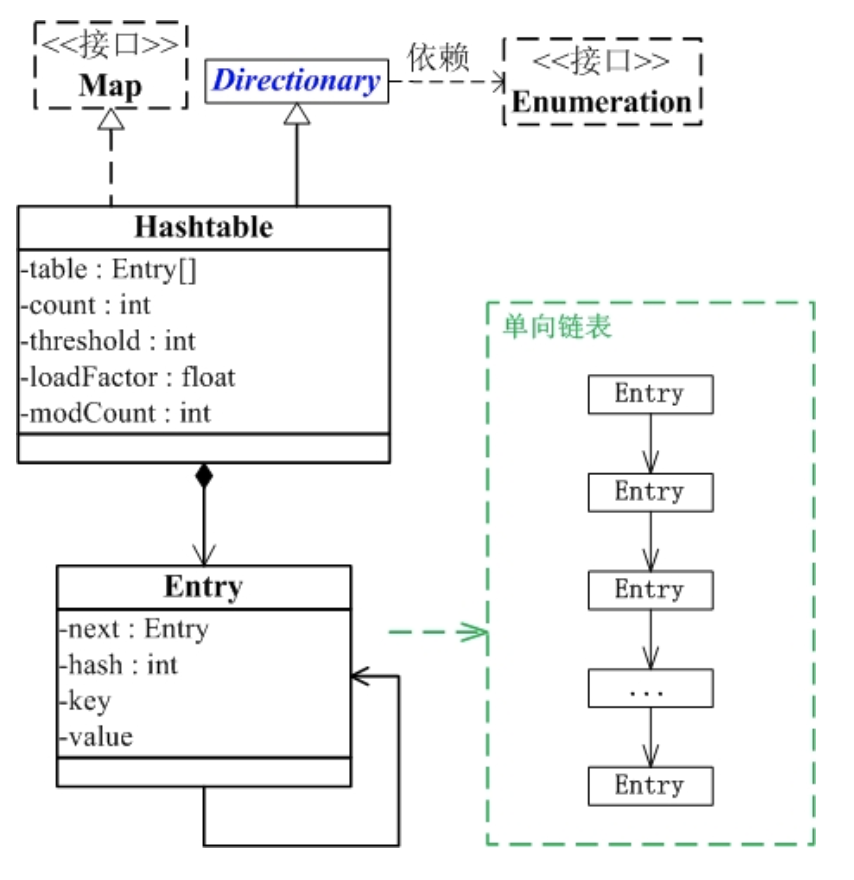 <<接口>>
Map
Directionary
依赖
<<接口>>
Enumeration
Hashtable
-table : Entry[]
-count : int
-threshold : int
-loadFactor : float
-modCount : int
Entry
-next : Entry
-hash : int
-key
-value
单向链表
Entry
Entry
Entry
...
Entry